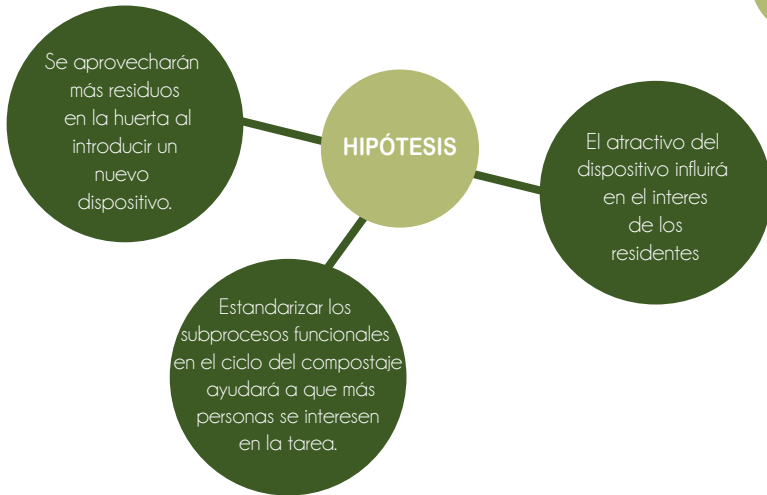 Se aprovecharán
más residuos
en la huerta al
introducir un
nuevo
dispositivo.
HIPÓTESIS
El atractivo del
dispositivo influirá
en el interes
de los
residentes
Estandarizar los
subprocesos funcionales
en el ciclo del compostaje
ayudará a que más
personas se interesen
en la tarea.